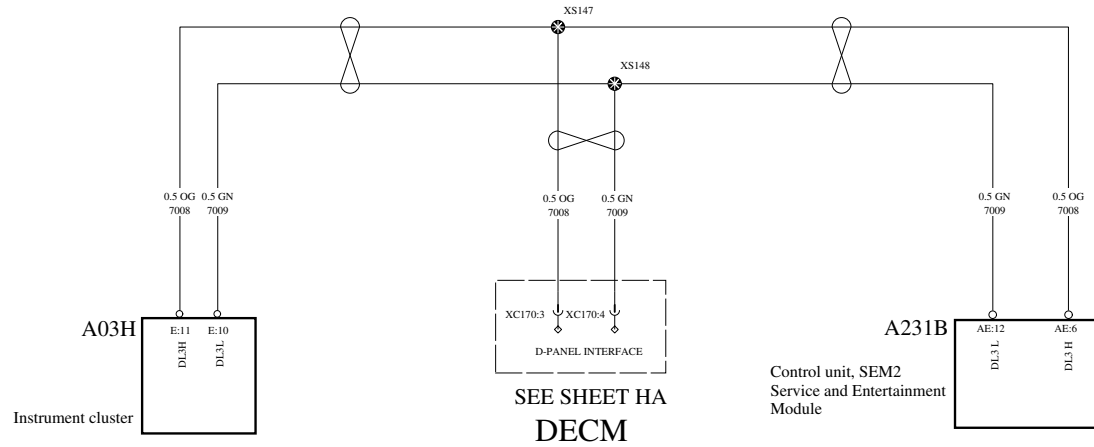 XS147
XS148
0.5 OG
7008
0.5 GN
7009
0.5 OG
7008
0.5 GN
7009
0.5 GN
7009
0.5 OG
7008
A03H
E:11
E:10
DL3H
DL3L
Instrument cluster
XC170:3
XC170:4
D-PANEL INTERFACE
SEE SHEET HA
DECM
A231B
AE:12
AE:6
DL3 L
DL3 H
Control unit, SEM2
Service and Entertainment
Module